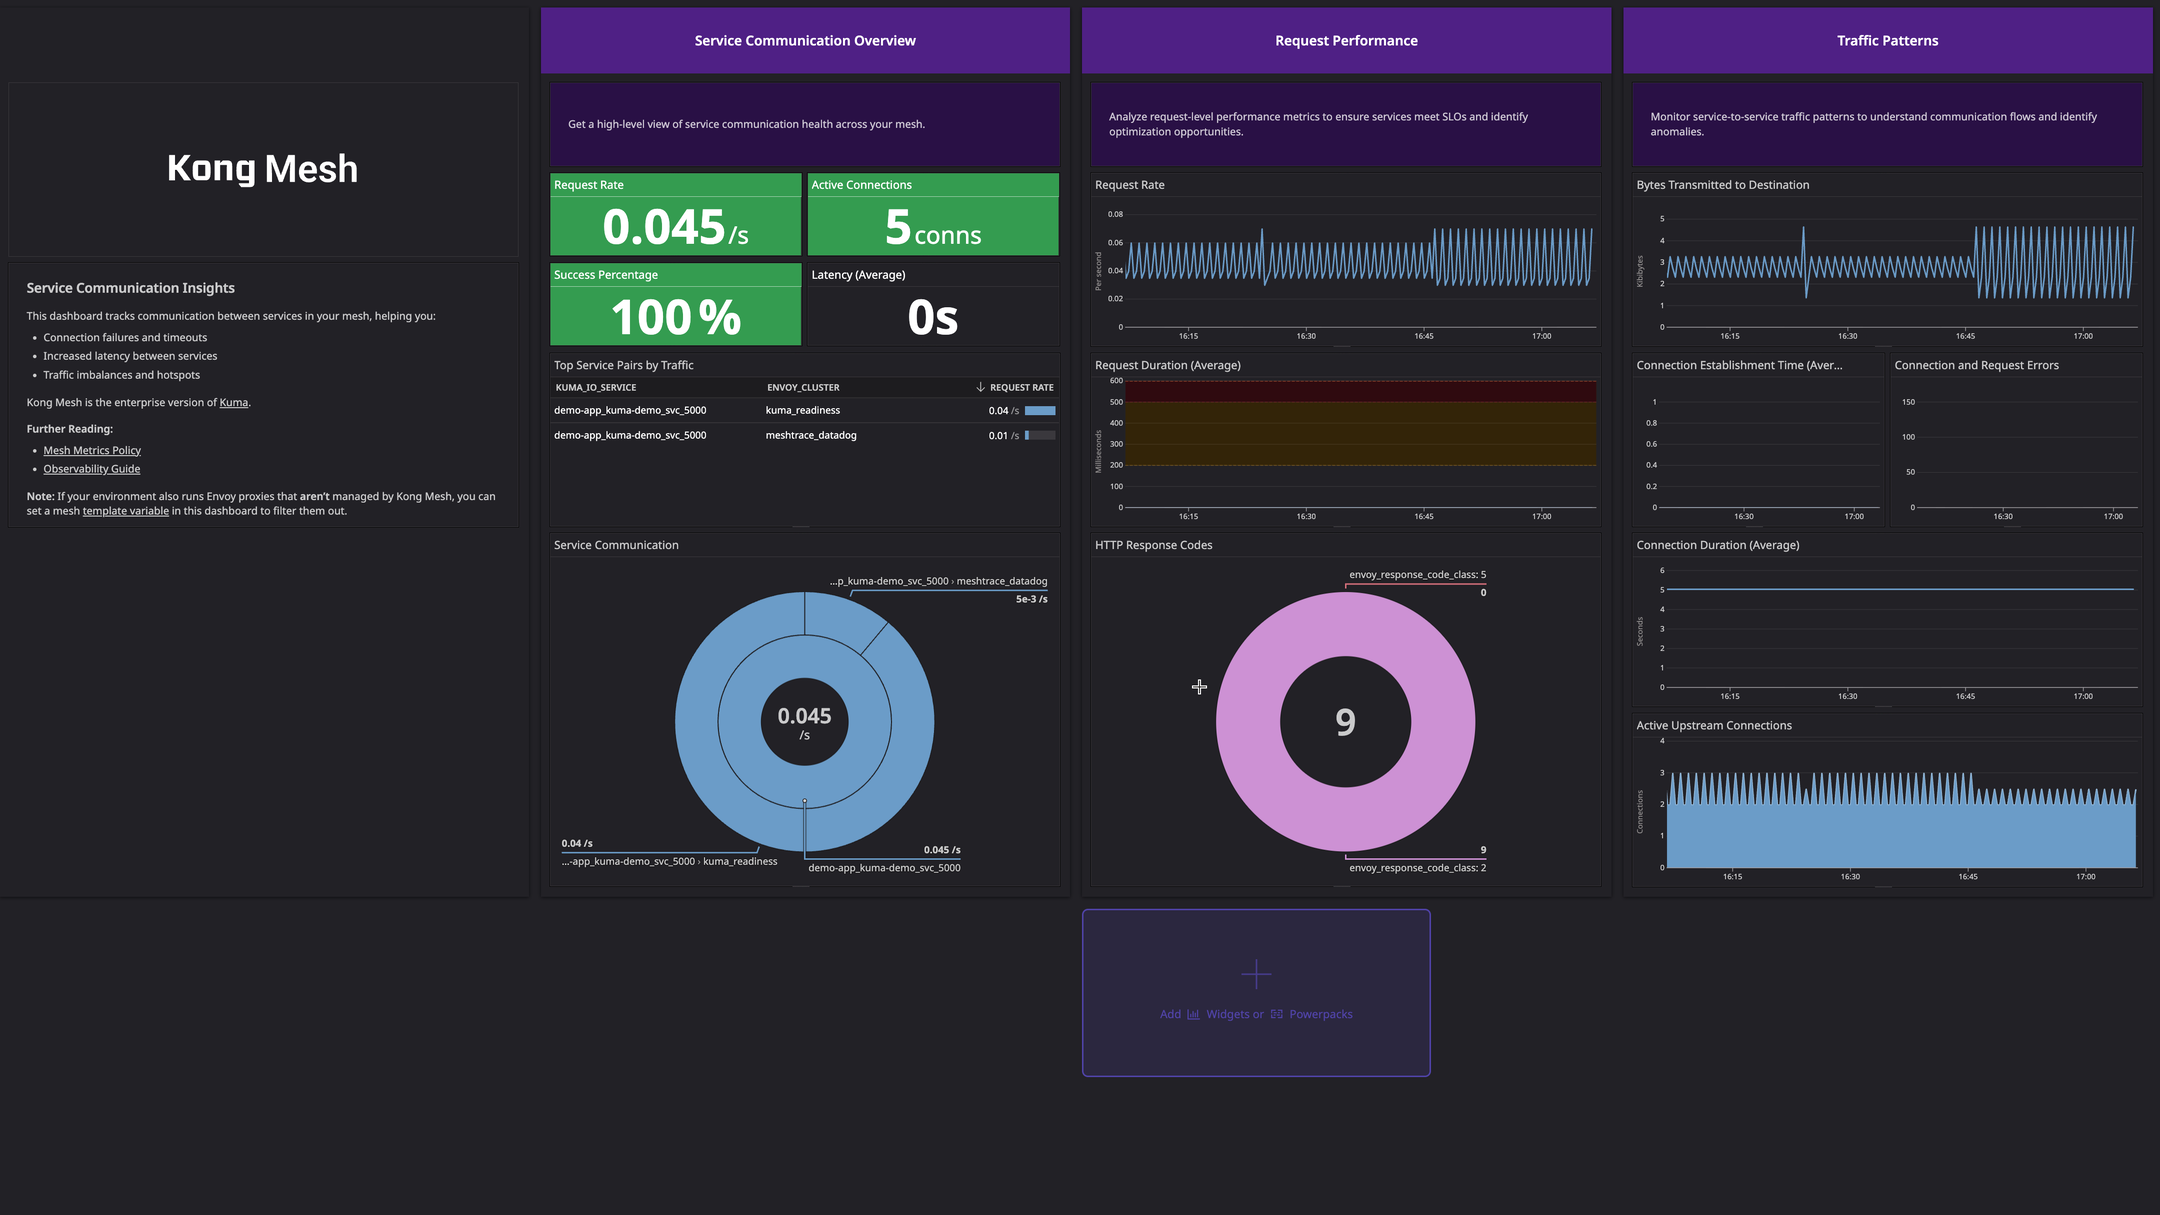 Kong Mesh
Service Communication Insights
This dashboard tracks communication between services in your mesh, helping you:
• Connection failures and timeouts
• Increased latency between services
• Traffic imbalances and hotspots
Kong Mesh is the enterprise version of Kuma.
Further Reading:
• Mesh Metrics Policy
• Observability Guide
Note: If your environment also runs Envoy proxies that aren't managed by Kong Mesh, you can
set a mesh template variable in this dashboard to filter them out.
Service Communication Overview
Get a high-level view of service communication health across your mesh.
Request Rate
0.045/s
Active Connections
5 conns
Success Percentage
100 %
Latency (Average)
0s
Top Service Pairs by Traffic
KUMA_IO_SERVICE ENVOY_CLUSTER ↓ REQUEST RATE
demo-app_kuma-demo_svc_5000 kuma_readiness 0.04 /s
demo-app_kuma-demo_svc_5000 meshtrace_datadog 0.01 /s
Service Communication
...p_kuma-demo_svc_5000 › meshtrace_datadog
5e-3 /s
0.045
/s
0.04 /s
...-app_kuma-demo_svc_5000 › kuma_readiness
0.045 /s
demo-app_kuma-demo_svc_5000
Request Performance
Analyze request-level performance metrics to ensure services meet SLOs and identify
optimization opportunities.
Request Rate
Per second
0.08
0.06
0.04
0.02
0
16:15 16:30 16:45 17:00
Request Duration (Average)
Milliseconds
600
500
400
300
200
100
0
16:15 16:30 16:45 17:00
HTTP Response Codes
envoy_response_code_class: 5
0
9
9
envoy_response_code_class: 2
Add Widgets or Powerpacks
Traffic Patterns
Monitor service-to-service traffic patterns to understand communication flows and identify
anomalies.
Bytes Transmitted to Destination
Kibibytes
5
4
3
2
1
0
16:15 16:30 16:45 17:00
Connection Establishment Time (Aver...
1
0.8
0.6
0.4
0.2
0
16:30 17:00
Connection and Request Errors
150
100
50
0
16:30 17:00
Connection Duration (Average)
Seconds
6
5
4
3
2
1
0
16:15 16:30 16:45 17:00
Active Upstream Connections
Connections
4
3
2
1
0
16:15 16:30 16:45 17:00